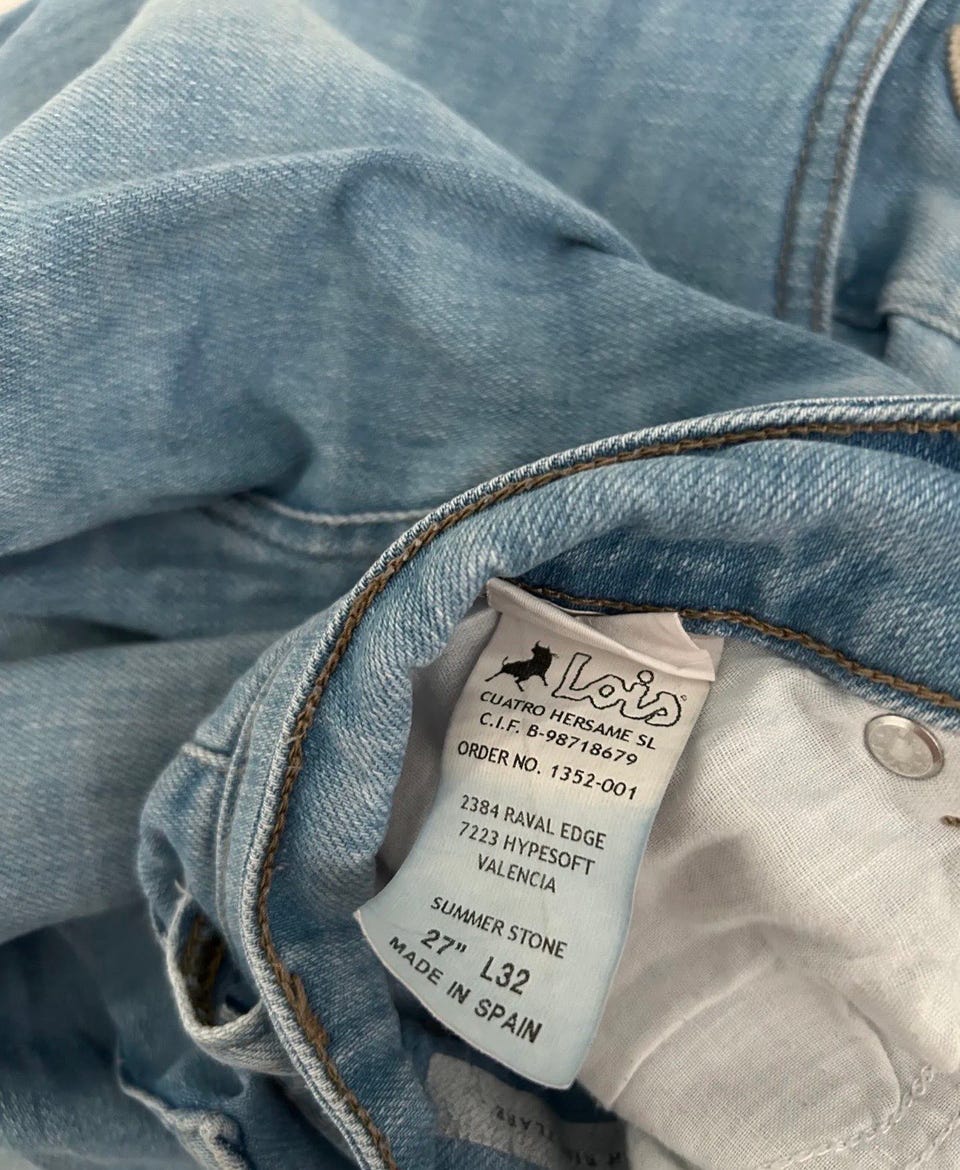 Lois
CUATRO HERSAME SL
C.I.F. B-98718679
ORDER NO. 1352-001
2384 RAVAL EDGE
7223 HYPESOFT
VALENCIA
SUMMER STONE
27" L32
MADE IN SPAIN